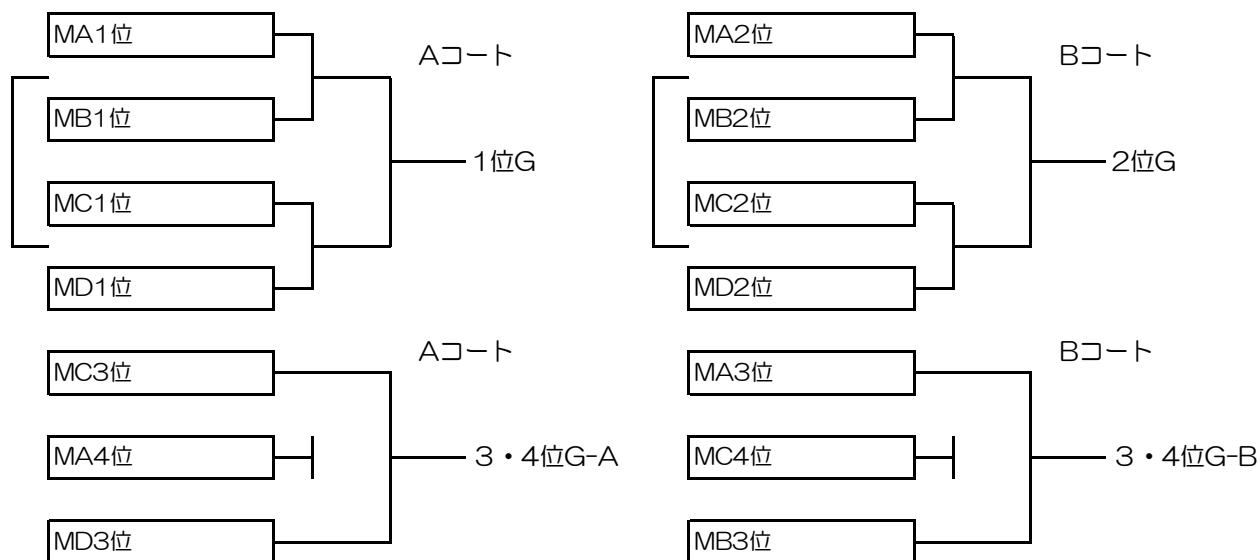 MA1位
Aコート
MB1位
1位G
MC1位
MD1位
MA2位
Bコート
MB2位
2位G
MC2位
MD2位
MC3位
Aコート
MA4位
3・4位G-A
MD3位
MA3位
Bコート
MC4位
3・4位G-B
MB3位